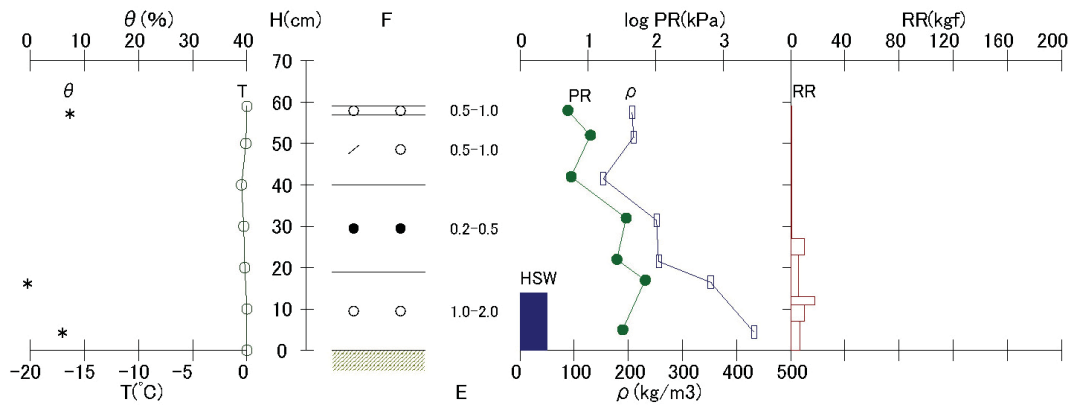 θ(%) H(cm) F log PR(kPa) RR(kgf)
0 10 20 30 40 0 1 2 3 4 0 40 80 120 160 200
70
θ T PR ρ RR
60 0.5-1.0
50 0.5-1.0
40
30 0.2-0.5
20
HSW
10 1.0-2.0
0
-20 -15 -10 -5 0 0 100 200 300 400 500
T(°C) E ρ(kg/m3)